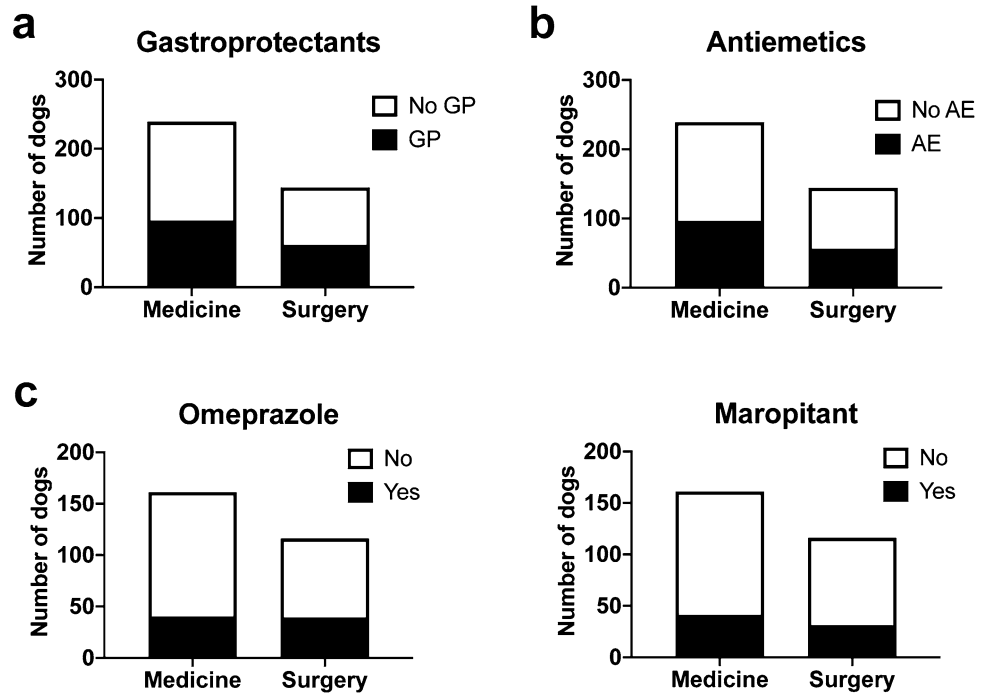 a
Gastroprotectants
Number of dogs
300
200
100
0
No GP
GP
Medicine
Surgery
b
Antiemetics
Number of dogs
300
200
100
0
No AE
AE
Medicine
Surgery
c
Omeprazole
Number of dogs
200
150
100
50
0
No
Yes
Medicine
Surgery
Maropitant
Number of dogs
200
150
100
50
0
No
Yes
Medicine
Surgery